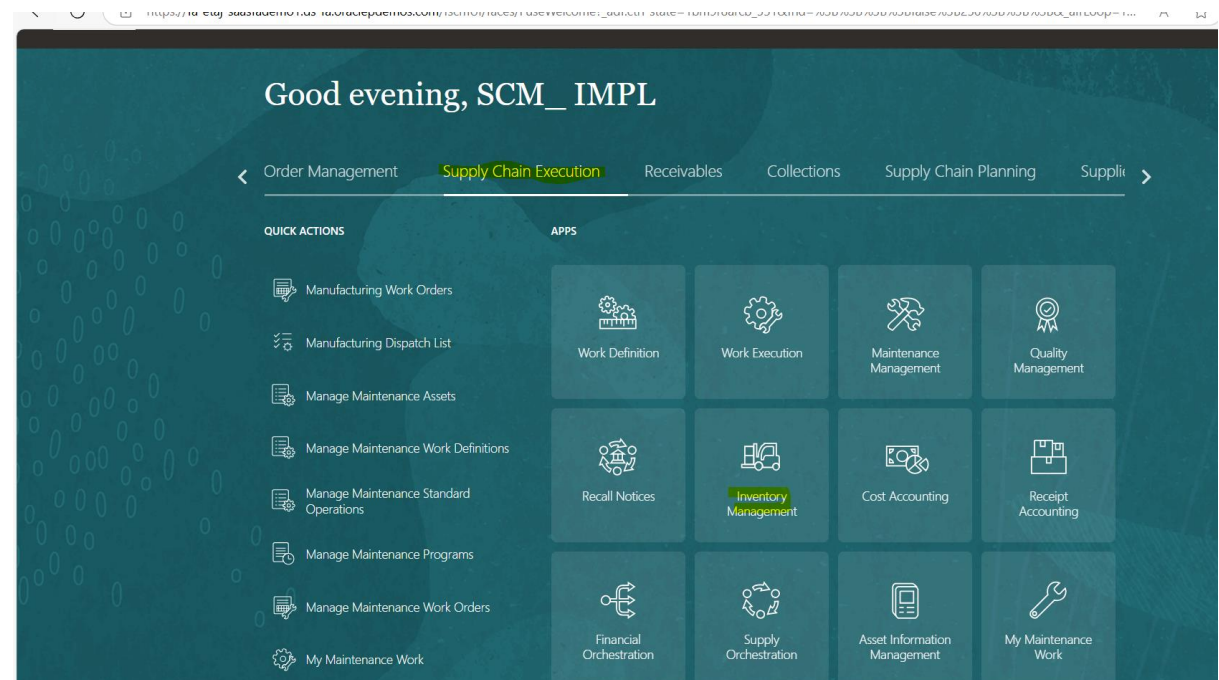 Good evening, SCM_ IMPL
Order Management
Supply Chain Execution
Receivables
Collections
Supply Chain Planning
Supplie
QUICK ACTIONS
Manufacturing Work Orders
Manufacturing Dispatch List
Manage Maintenance Assets
Manage Maintenance Work Definitions
Manage Maintenance Standard
Operations
Manage Maintenance Programs
Manage Maintenance Work Orders
My Maintenance Work
APPS
Work Definition
Work Execution
Maintenance
Management
Quality
Management
Recall Notices
Inventory
Management
Cost Accounting
Receipt
Accounting
Financial
Orchestration
Supply
Orchestration
Asset Information
Management
My Maintenance
Work